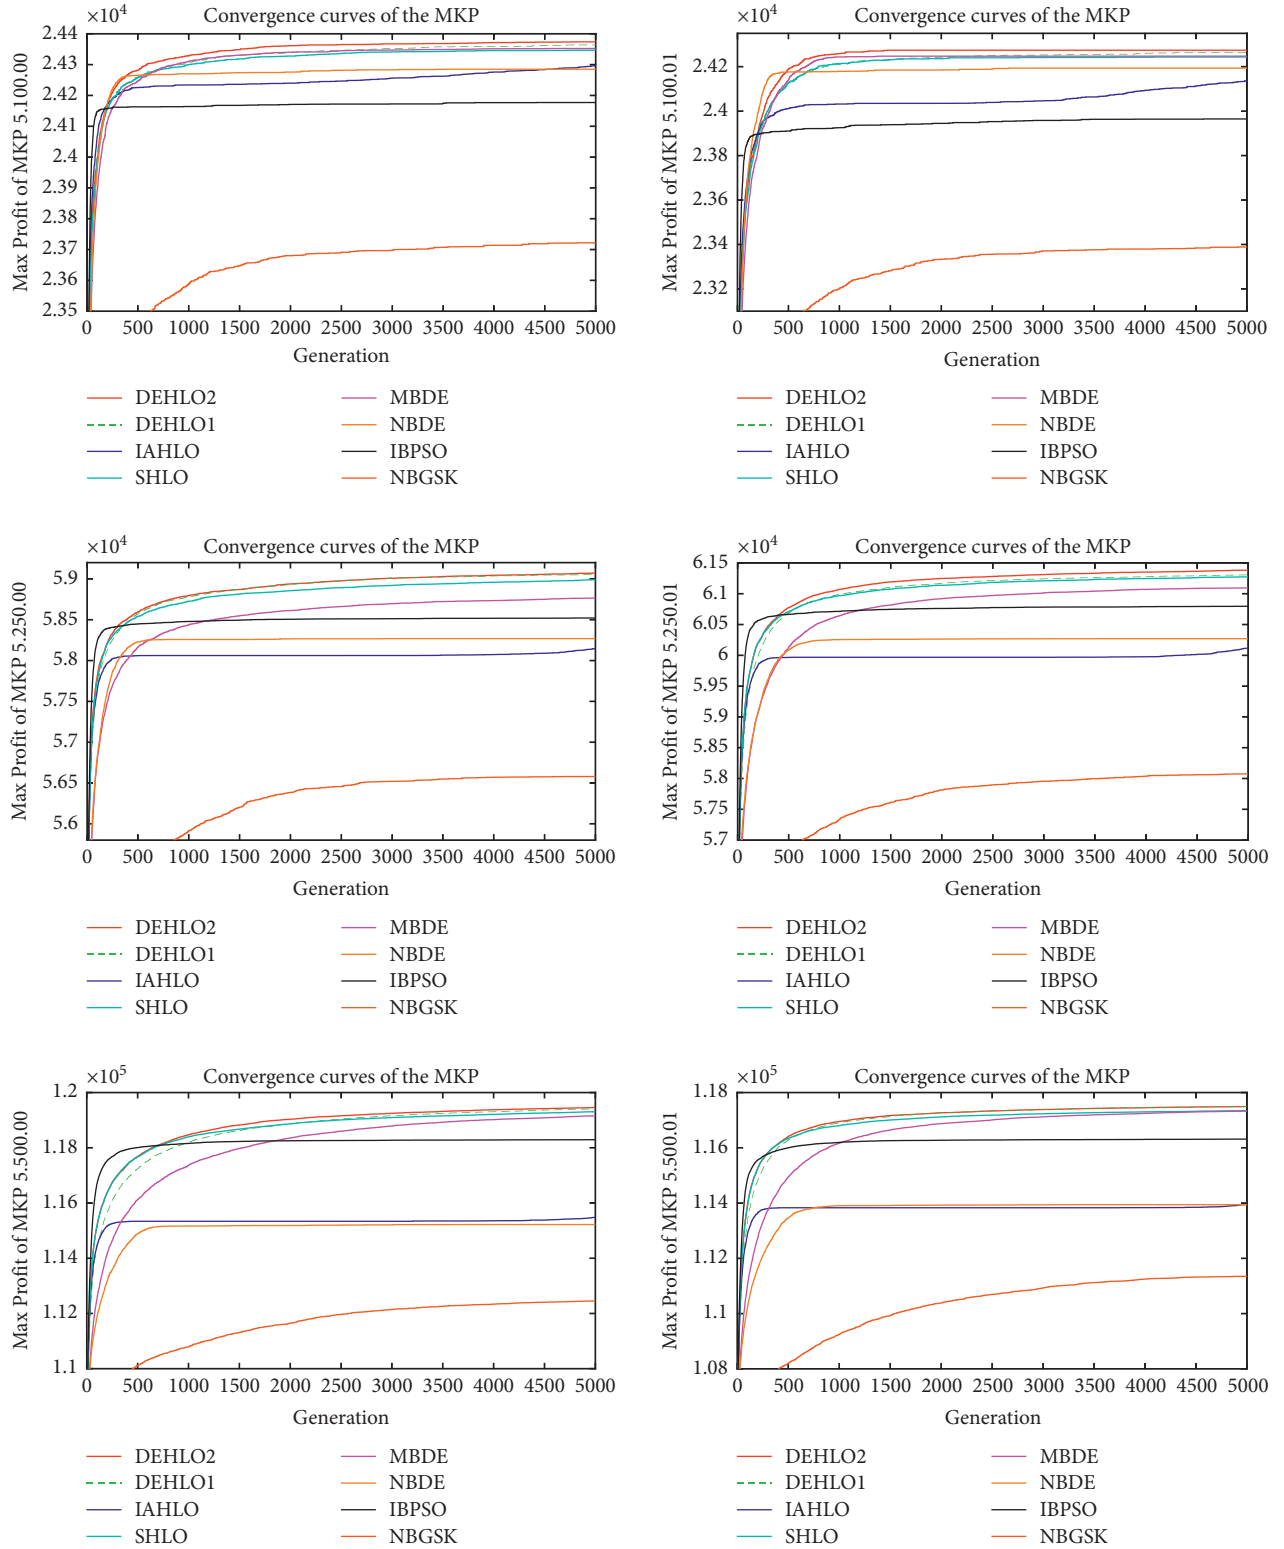 ×10⁴
Convergence curves of the MKP
Max Profit of MKP 5.100.00
2.44
2.43
2.42
2.41
2.4
2.39
2.38
2.37
2.36
2.35
0 500 1000 1500 2000 2500 3000 3500 4000 4500 5000
Generation
DEHLO2
DEHLO1
IAHLO
SHLO
MBDE
NBDE
IBPSO
NBGSK
×10⁴
Convergence curves of the MKP
Max Profit of MKP 5.100.01
2.42
2.4
2.38
2.36
2.34
2.32
0 500 1000 1500 2000 2500 3000 3500 4000 4500 5000
Generation
DEHLO2
DEHLO1
IAHLO
SHLO
MBDE
NBDE
IBPSO
NBGSK
×10⁴
Convergence curves of the MKP
Max Profit of MKP 5.250.00
5.9
5.85
5.8
5.75
5.7
5.65
5.6
0 500 1000 1500 2000 2500 3000 3500 4000 4500 5000
Generation
DEHLO2
DEHLO1
IAHLO
SHLO
MBDE
NBDE
IBPSO
NBGSK
×10⁴
Convergence curves of the MKP
Max Profit of MKP 5.250.01
6.15
6.1
6.05
6
5.95
5.9
5.85
5.8
5.75
5.7
0 500 1000 1500 2000 2500 3000 3500 4000 4500 5000
Generation
DEHLO2
DEHLO1
IAHLO
SHLO
MBDE
NBDE
IBPSO
NBGSK
×10⁵
Convergence curves of the MKP
Max Profit of MKP 5.500.00
1.2
1.18
1.16
1.14
1.12
1.1
0 500 1000 1500 2000 2500 3000 3500 4000 4500 5000
Generation
DEHLO2
DEHLO1
IAHLO
SHLO
MBDE
NBDE
IBPSO
NBGSK
×10⁵
Convergence curves of the MKP
Max Profit of MKP 5.500.01
1.18
1.16
1.14
1.12
1.1
1.08
0 500 1000 1500 2000 2500 3000 3500 4000 4500 5000
Generation
DEHLO2
DEHLO1
IAHLO
SHLO
MBDE
NBDE
IBPSO
NBGSK